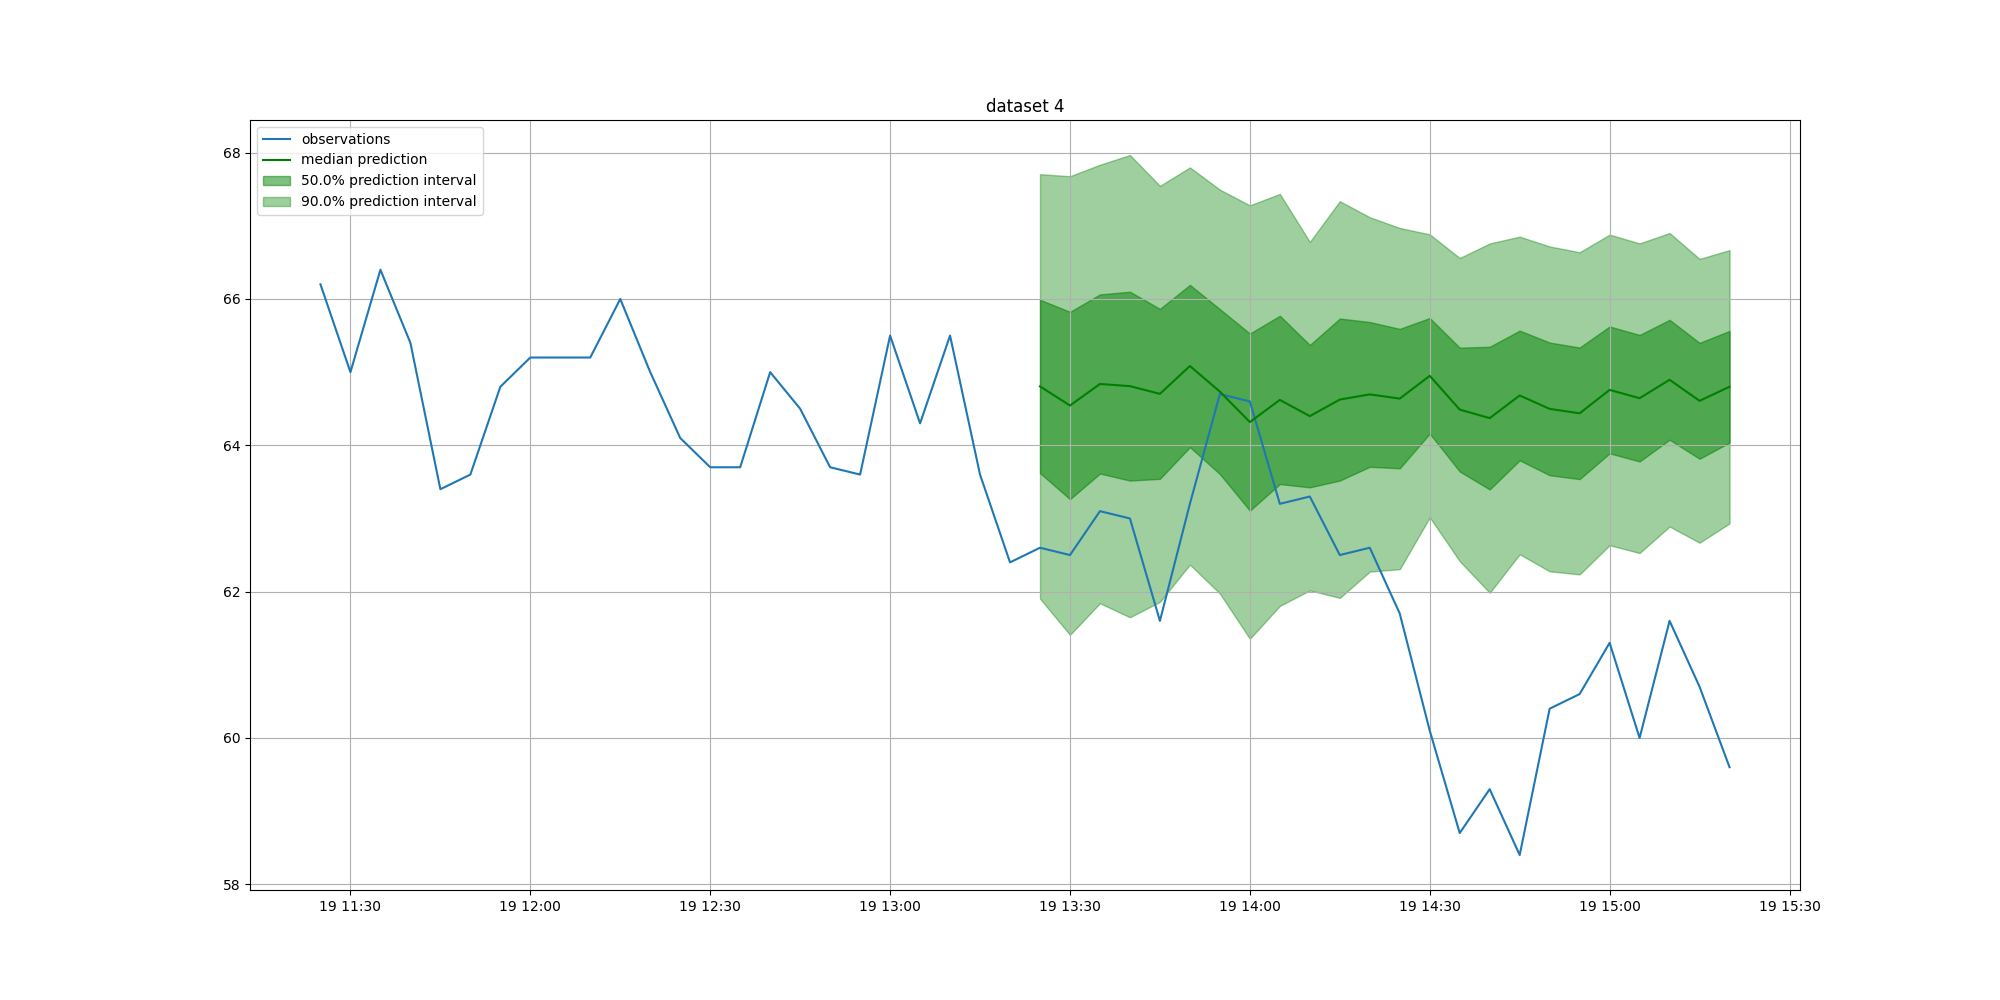 dataset 4
observations
median prediction
50.0% prediction interval
90.0% prediction interval
68
66
64
62
60
58
19 11:30 19 12:00 19 12:30 19 13:00 19 13:30 19 14:00 19 14:30 19 15:00 19 15:30